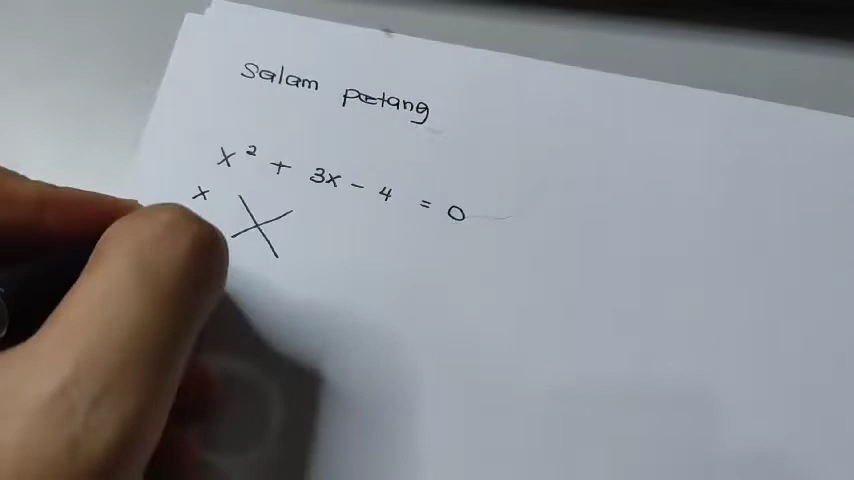 Salam petang
x² + 3x - 4 = 0
x